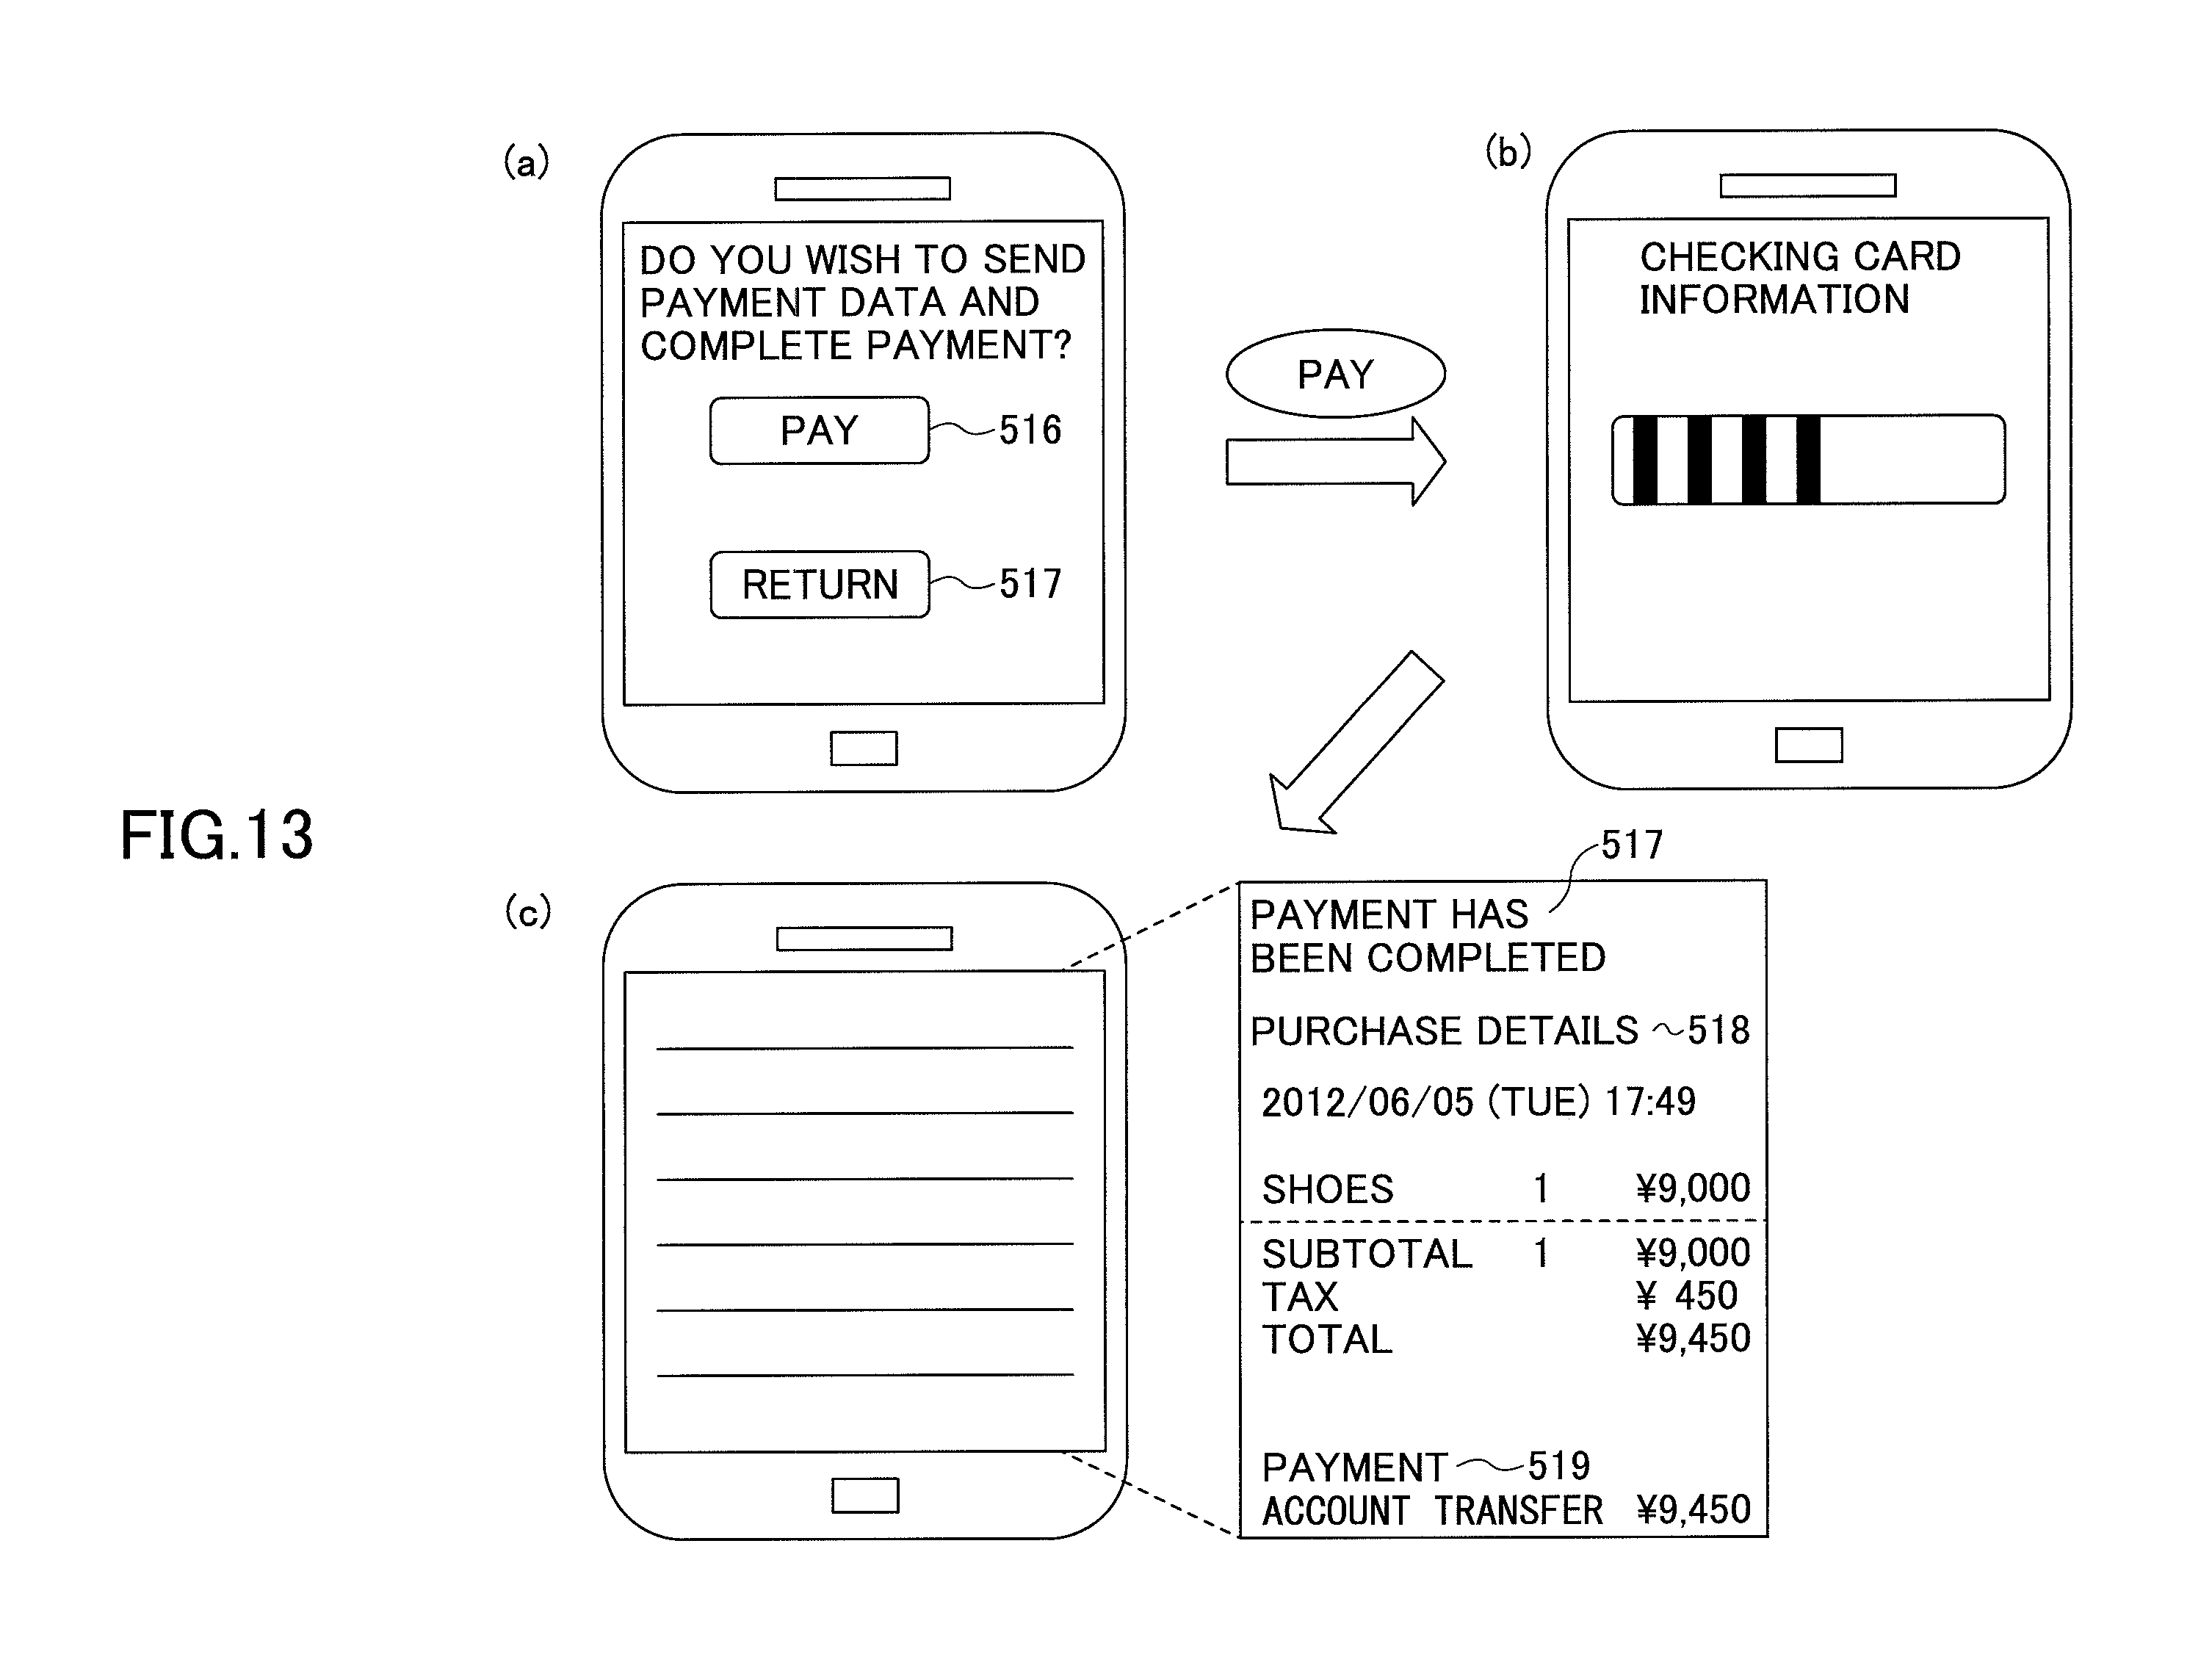 (a)
DO YOU WISH TO SEND
PAYMENT DATA AND
COMPLETE PAYMENT?
PAY 516
RETURN 517
PAY
(b)
CHECKING CARD
INFORMATION
FIG.13
(c)
517
PAYMENT HAS
BEEN COMPLETED
PURCHASE DETAILS 518
2012/06/05 (TUE) 17:49
SHOES 1 ¥9,000
SUBTOTAL 1 ¥9,000
TAX ¥ 450
TOTAL ¥9,450
PAYMENT 519
ACCOUNT TRANSFER ¥9,450